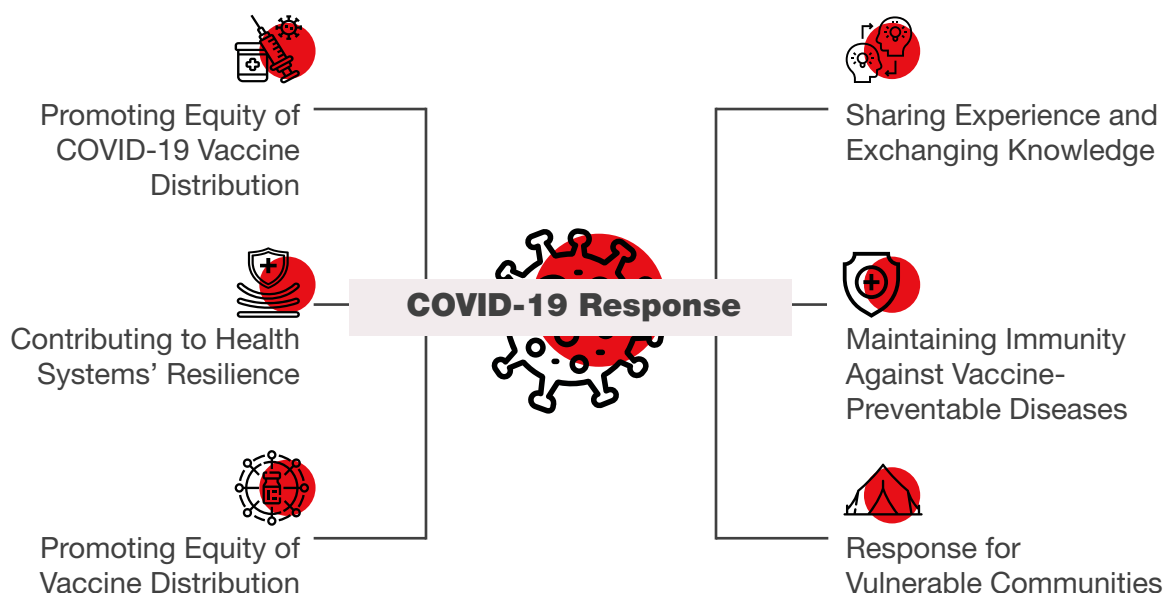 Promoting Equity of
COVID-19 Vaccine
Distribution
Contributing to Health
Systems’ Resilience
Promoting Equity of
Vaccine Distribution
COVID-19 Response
Sharing Experience and
Exchanging Knowledge
Maintaining Immunity
Against Vaccine-
Preventable Diseases
Response for
Vulnerable Communities